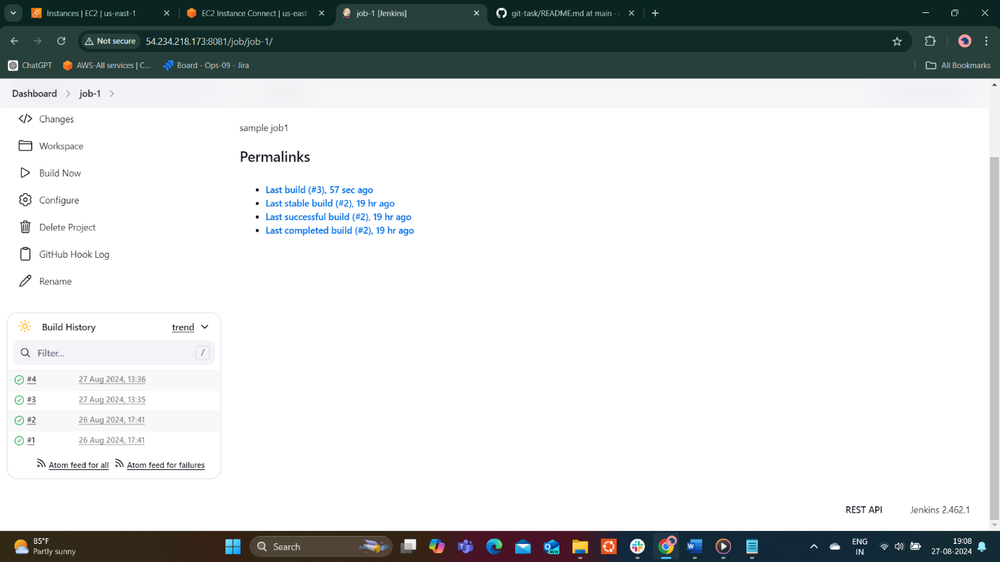 Instances | EC2 | us-east-1
EC2 Instance Connect | us-east-
job-1 [Jenkins]
git-task/README.md at main ·
Not secure
54.234.218.173:8081/job/job-1/
ChatGPT
AWS-All services | C...
Board - Ops-09 - Jira
All Bookmarks
Dashboard
job-1
Changes
Workspace
Build Now
Configure
Delete Project
GitHub Hook Log
Rename
sample job1
Permalinks
Last build (#3), 57 sec ago
Last stable build (#2), 19 hr ago
Last successful build (#2), 19 hr ago
Last completed build (#2), 19 hr ago
Build History
trend
Filter...
/
#4 27 Aug 2024, 13:36
#3 27 Aug 2024, 13:35
#2 26 Aug 2024, 17:41
#1 26 Aug 2024, 17:41
Atom feed for all
Atom feed for failures
REST API
Jenkins 2.462.1
85°F
Partly sunny
Search
NEW
ENG
IN
19:08
27-08-2024